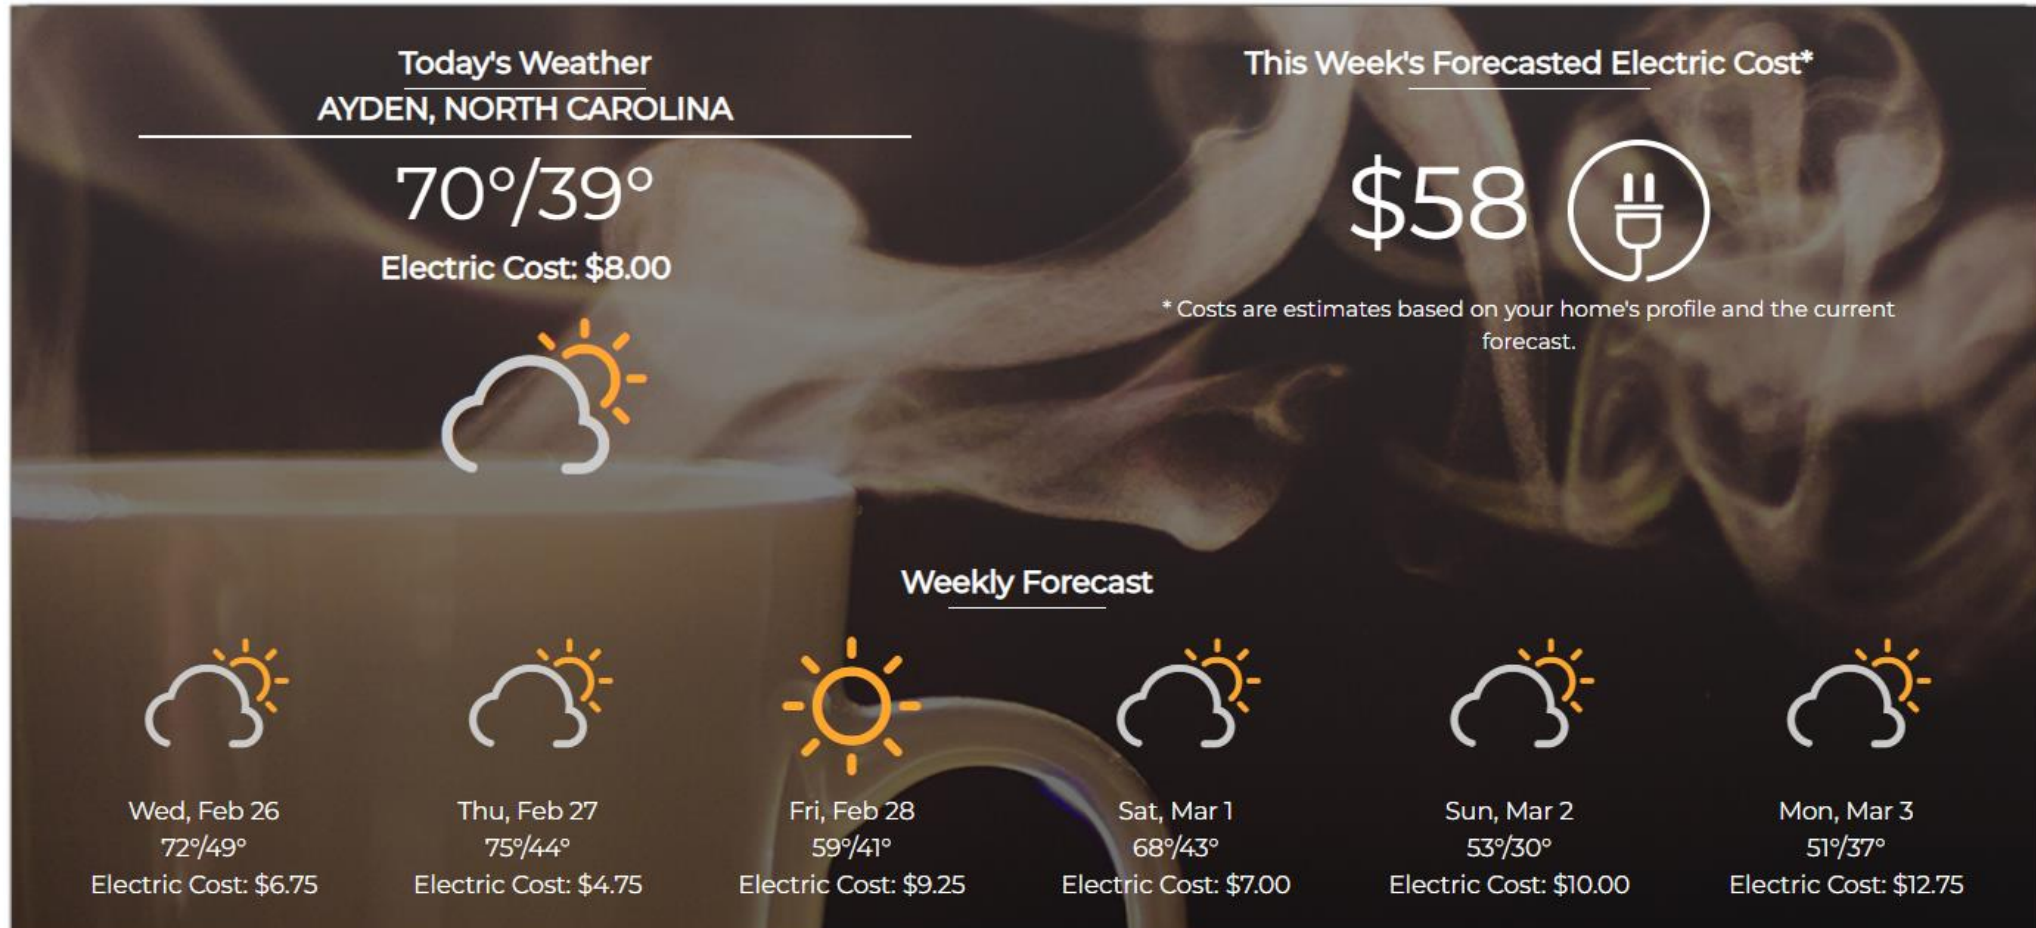 Today's Weather
AYDEN, NORTH CAROLINA
70°/39°
Electric Cost: $8.00
This Week's Forecasted Electric Cost*
$58
* Costs are estimates based on your home's profile and the current
forecast.
Weekly Forecast
Wed, Feb 26
72°/49°
Electric Cost: $6.75
Thu, Feb 27
75°/44°
Electric Cost: $4.75
Fri, Feb 28
59°/41°
Electric Cost: $9.25
Sat, Mar 1
68°/43°
Electric Cost: $7.00
Sun, Mar 2
53°/30°
Electric Cost: $10.00
Mon, Mar 3
51°/37°
Electric Cost: $12.75